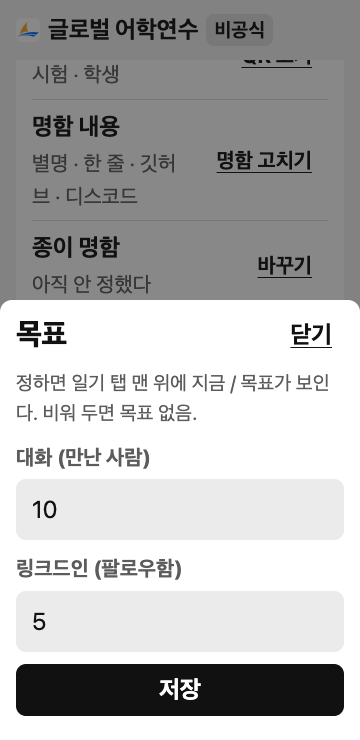 글로벌 어학연수 비공식
시험 · 학생
명함 내용
별명 · 한 줄 · 깃허
브 · 디스코드
명함 고치기
종이 명함
아직 안 정했다
바꾸기
목표
닫기
정하면 일기 탭 맨 위에 지금 / 목표가 보인
다. 비워 두면 목표 없음.
대화 (만난 사람)
10
링크드인 (팔로우함)
5
저장